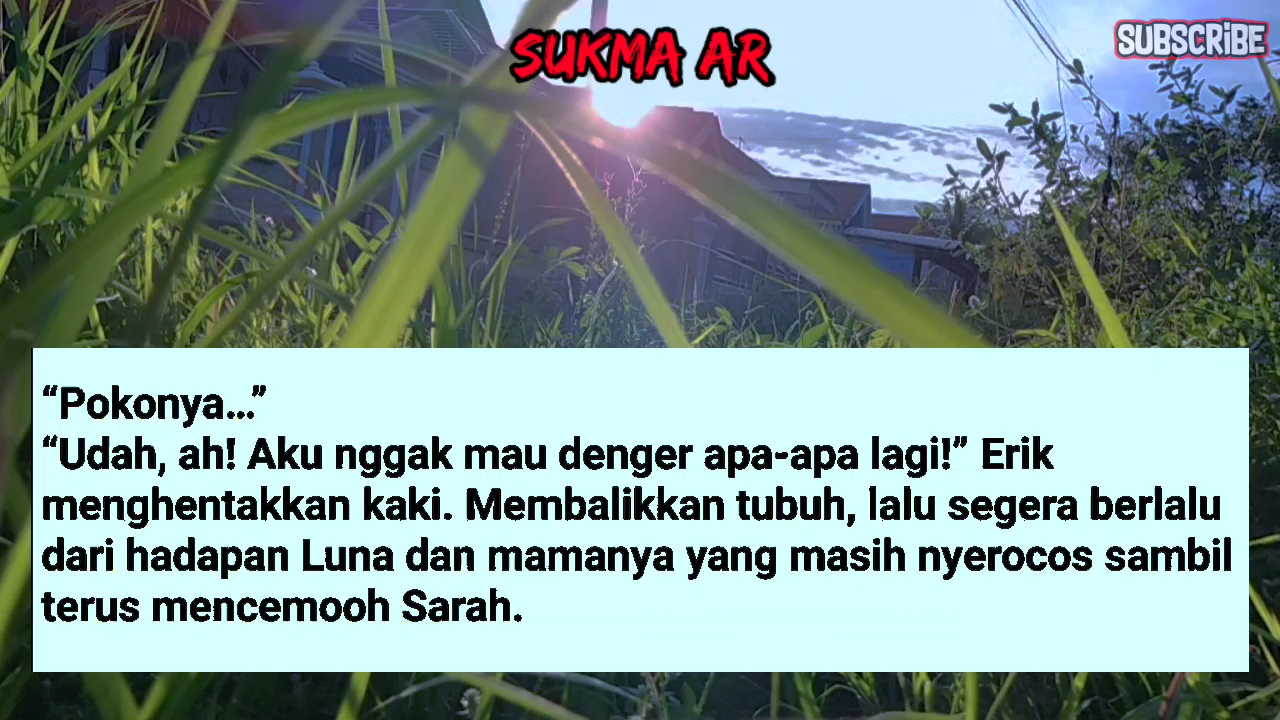 SUKMA AR
SUBSCRIBE
“Pokonya...”
“Udah, ah! Aku nggak mau denger apa-apa lagi!” Erik
menghentakkan kaki. Membalikkan tubuh, lalu segera berlalu
dari hadapan Luna dan mamanya yang masih nyerocos sambil
terus mencemooh Sarah.